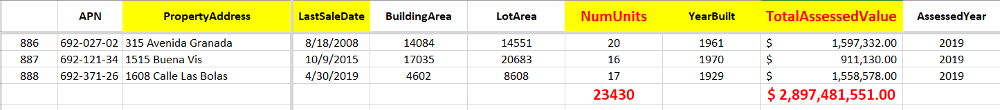 APN PropertyAddress LastSaleDate BuildingArea LotArea NumUnits YearBuilt TotalAssessedValue AssessedYear
886 692-027-02 315 Avenida Granada 8/18/2008 14084 14551 20 1961 $ 1,597,332.00 2019
887 692-121-34 1515 Buena Vis 10/9/2015 17035 20683 16 1970 $ 911,130.00 2019
888 692-371-26 1608 Calle Las Bolas 4/30/2019 4602 8608 17 1929 $ 1,558,578.00 2019
23430 $ 2,897,481,551.00